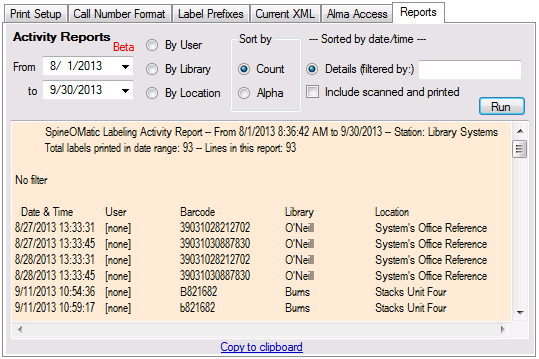 Print Setup Call Number Format Label Prefixes Current XML Alma Access Reports
Activity Reports Beta
By User
Sort by
--- Sorted by date/time ---
From 8/ 1/2013
By Library
Count
Details (filtered by:)
to 9/30/2013
By Location
Alpha
Include scanned and printed
Run
SpineOMatic Labeling Activity Report -- From 8/1/2013 8:36:42 AM to 9/30/2013 -- Station: Library Systems
Total labels printed in date range: 93 -- Lines in this report: 93
No filter
Date & Time User Barcode Library Location
8/27/2013 13:33:31 [none] 39031028212702 O'Neill System's Office Reference
8/27/2013 13:33:45 [none] 39031030887830 O'Neill System's Office Reference
8/28/2013 13:33:31 [none] 39031028212702 O'Neill System's Office Reference
8/28/2013 13:33:45 [none] 39031030887830 O'Neill System's Office Reference
9/11/2013 10:54:36 [none] B821682 Burns Stacks Unit Four
9/11/2013 10:59:17 [none] b821682 Burns Stacks Unit Four
Copy to clipboard